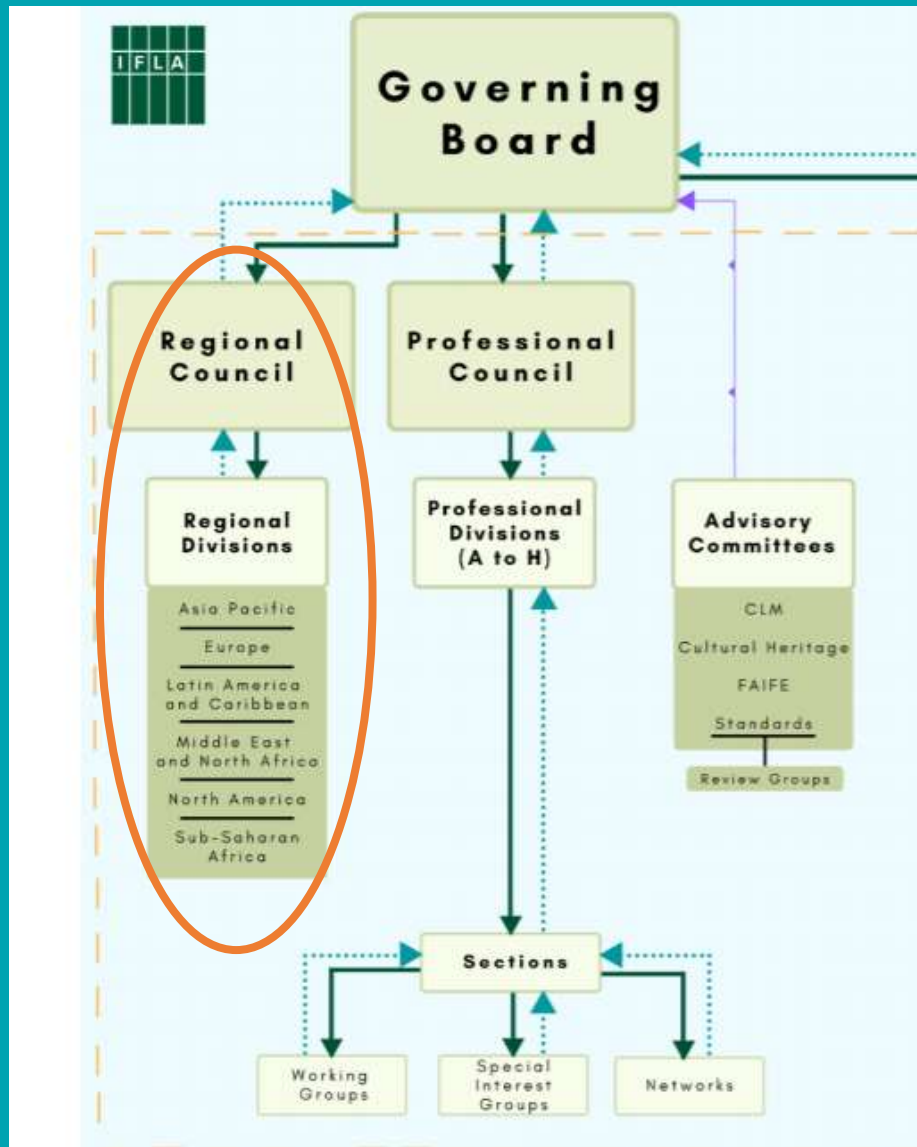 IFLA
Governing
Board
Regional
Council
Professional
Council
Regional
Divisions
Professional
Divisions
(A to H)
Advisory
Committees
Asia Pacific
Europe
Latin America
and Caribbean
Middle East
and North Africa
North America
Sub-Saharan
Africa
CLM
Cultural Heritage
FAIFE
Standards
Review Groups
Sections
Working
Groups
Special
Interest
Groups
Networks